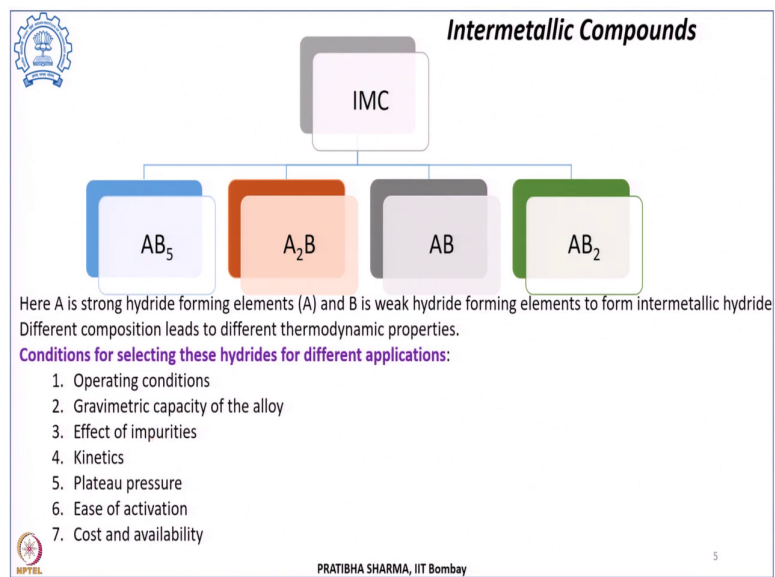 Intermetallic Compounds
IMC
AB₅
A₂B
AB
AB₂
Here A is strong hydride forming elements (A) and B is weak hydride forming elements to form intermetallic hydride
Different composition leads to different thermodynamic properties.
Conditions for selecting these hydrides for different applications:
1. Operating conditions
2. Gravimetric capacity of the alloy
3. Effect of impurities
4. Kinetics
5. Plateau pressure
6. Ease of activation
7. Cost and availability
NPTEL
PRATIBHA SHARMA, IIT Bombay
5